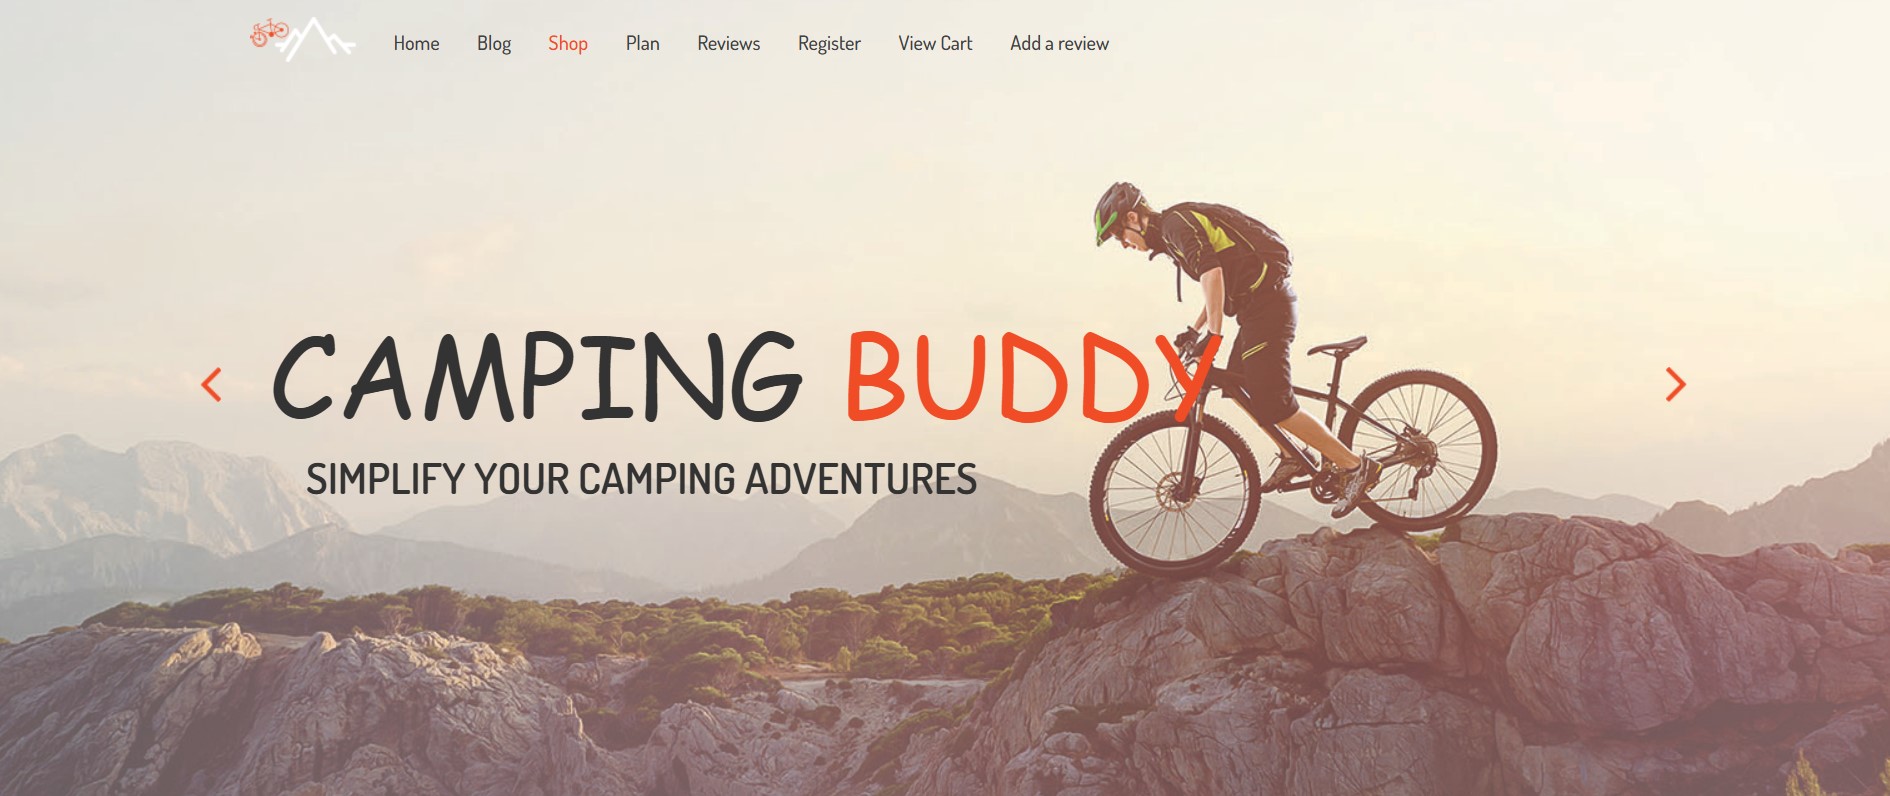 Home Blog Shop Plan Reviews Register View Cart Add a review
CAMPING BUDDY
SIMPLIFY YOUR CAMPING ADVENTURES